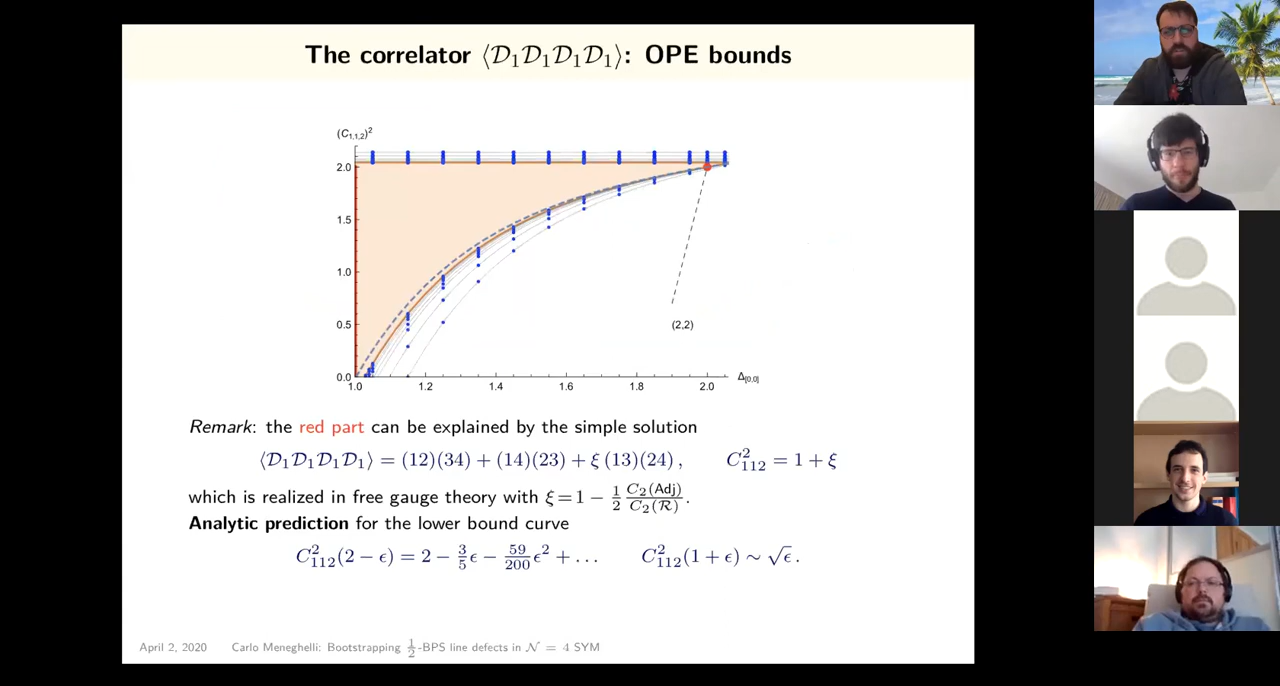 The correlator ⟨𝒟₁𝒟₁𝒟₁𝒟₁⟩: OPE bounds
(C₁,₁,₂)²
2.0
1.5
1.0
0.5
0.0
1.0 1.2 1.4 1.6 1.8 2.0 Δ[0,0]
(2,2)
Remark: the red part can be explained by the simple solution
⟨𝒟₁𝒟₁𝒟₁𝒟₁⟩ = (12)(34) + (14)(23) + ξ (13)(24) , C²₁₁₂ = 1 + ξ
which is realized in free gauge theory with ξ = 1 − 1/2 C₂(Adj)/C₂(ℛ).
Analytic prediction for the lower bound curve
C²₁₁₂(2 − ϵ) = 2 − 3/5 ϵ − 59/200 ϵ² + . . . C²₁₁₂(1 + ϵ) ∼ √ϵ .
April 2, 2020 Carlo Meneghelli: Bootstrapping 1/2-BPS line defects in 𝒩 = 4 SYM